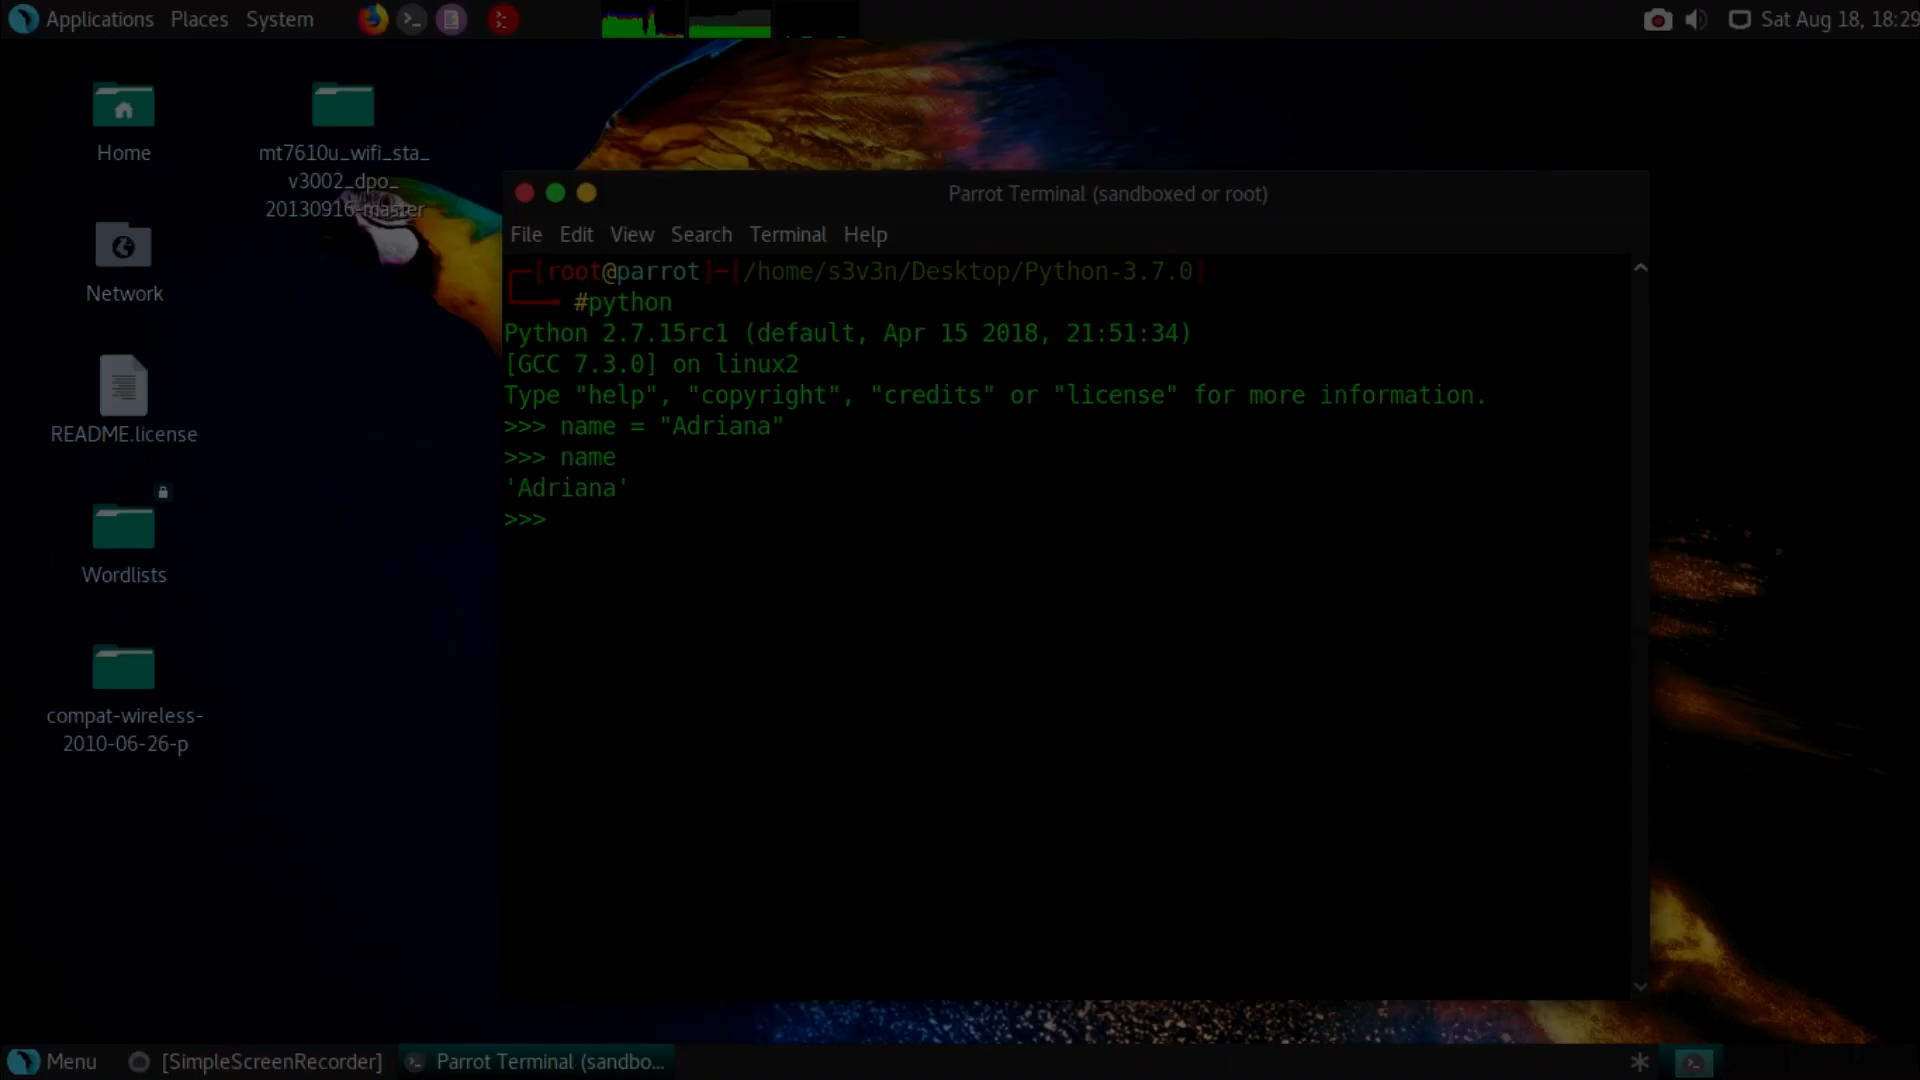 Applications Places System
Sat Aug 18, 18:29
Home
mt7610u_wifi_sta_
v3002_dpo_
20130916-master
Network
README.license
Wordlists
compat-wireless-
2010-06-26-p
Parrot Terminal (sandboxed or root)
File Edit View Search Terminal Help
┌─[root@parrot]─[/home/s3v3n/Desktop/Python-3.7.0]
└──╼ #python
Python 2.7.15rc1 (default, Apr 15 2018, 21:51:34)
[GCC 7.3.0] on linux2
Type "help", "copyright", "credits" or "license" for more information.
>>> name = "Adriana"
>>> name
'Adriana'
>>>
Menu [SimpleScreenRecorder] Parrot Terminal (sandbo...